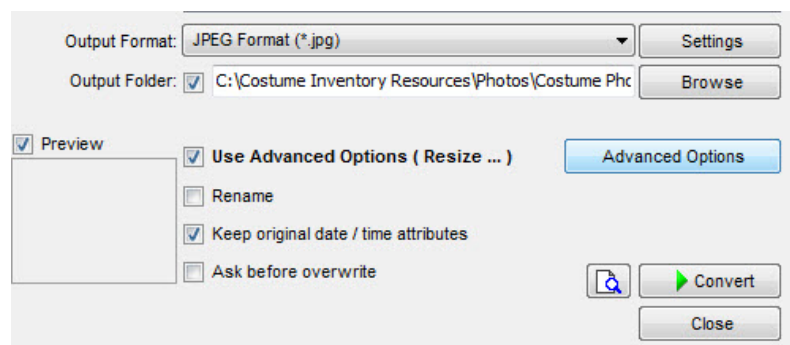 Output Format: JPEG Format (*.jpg) Settings
Output Folder: C:\Costume Inventory Resources\Photos\Costume Browse
Preview
Use Advanced Options ( Resize ... ) Advanced Options
Rename
Keep original date / time attributes
Ask before overwrite
Convert
Close